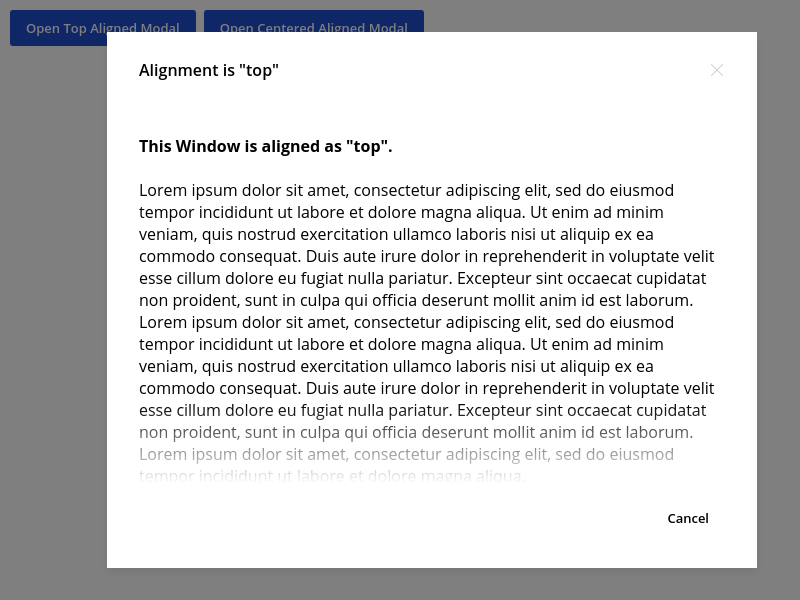 Open Top Aligned Modal
Open Centered Aligned Modal
Alignment is "top"
This Window is aligned as "top".
Lorem ipsum dolor sit amet, consectetur adipiscing elit, sed do eiusmod
tempor incididunt ut labore et dolore magna aliqua. Ut enim ad minim
veniam, quis nostrud exercitation ullamco laboris nisi ut aliquip ex ea
commodo consequat. Duis aute irure dolor in reprehenderit in voluptate velit
esse cillum dolore eu fugiat nulla pariatur. Excepteur sint occaecat cupidatat
non proident, sunt in culpa qui officia deserunt mollit anim id est laborum.
Lorem ipsum dolor sit amet, consectetur adipiscing elit, sed do eiusmod
tempor incididunt ut labore et dolore magna aliqua. Ut enim ad minim
veniam, quis nostrud exercitation ullamco laboris nisi ut aliquip ex ea
commodo consequat. Duis aute irure dolor in reprehenderit in voluptate velit
esse cillum dolore eu fugiat nulla pariatur. Excepteur sint occaecat cupidatat
non proident, sunt in culpa qui officia deserunt mollit anim id est laborum.
Lorem ipsum dolor sit amet, consectetur adipiscing elit, sed do eiusmod
tempor incididunt ut labore et dolore magna aliqua.
Cancel